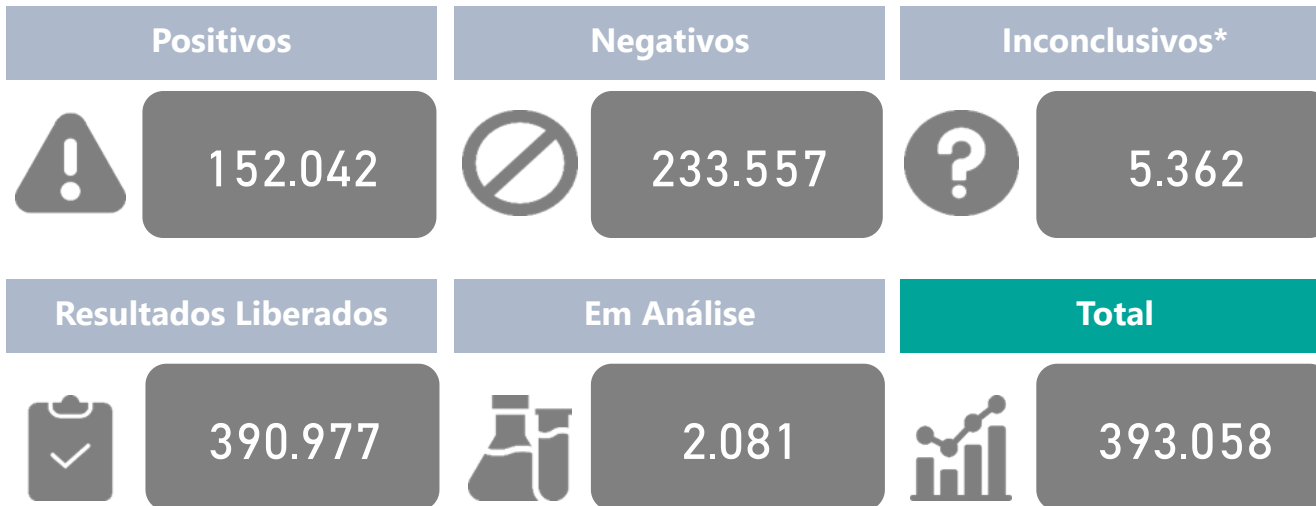 Positivos
Negativos
Inconclusivos*
152.042
233.557
5.362
Resultados Liberados
Em Análise
Total
390.977
2.081
393.058